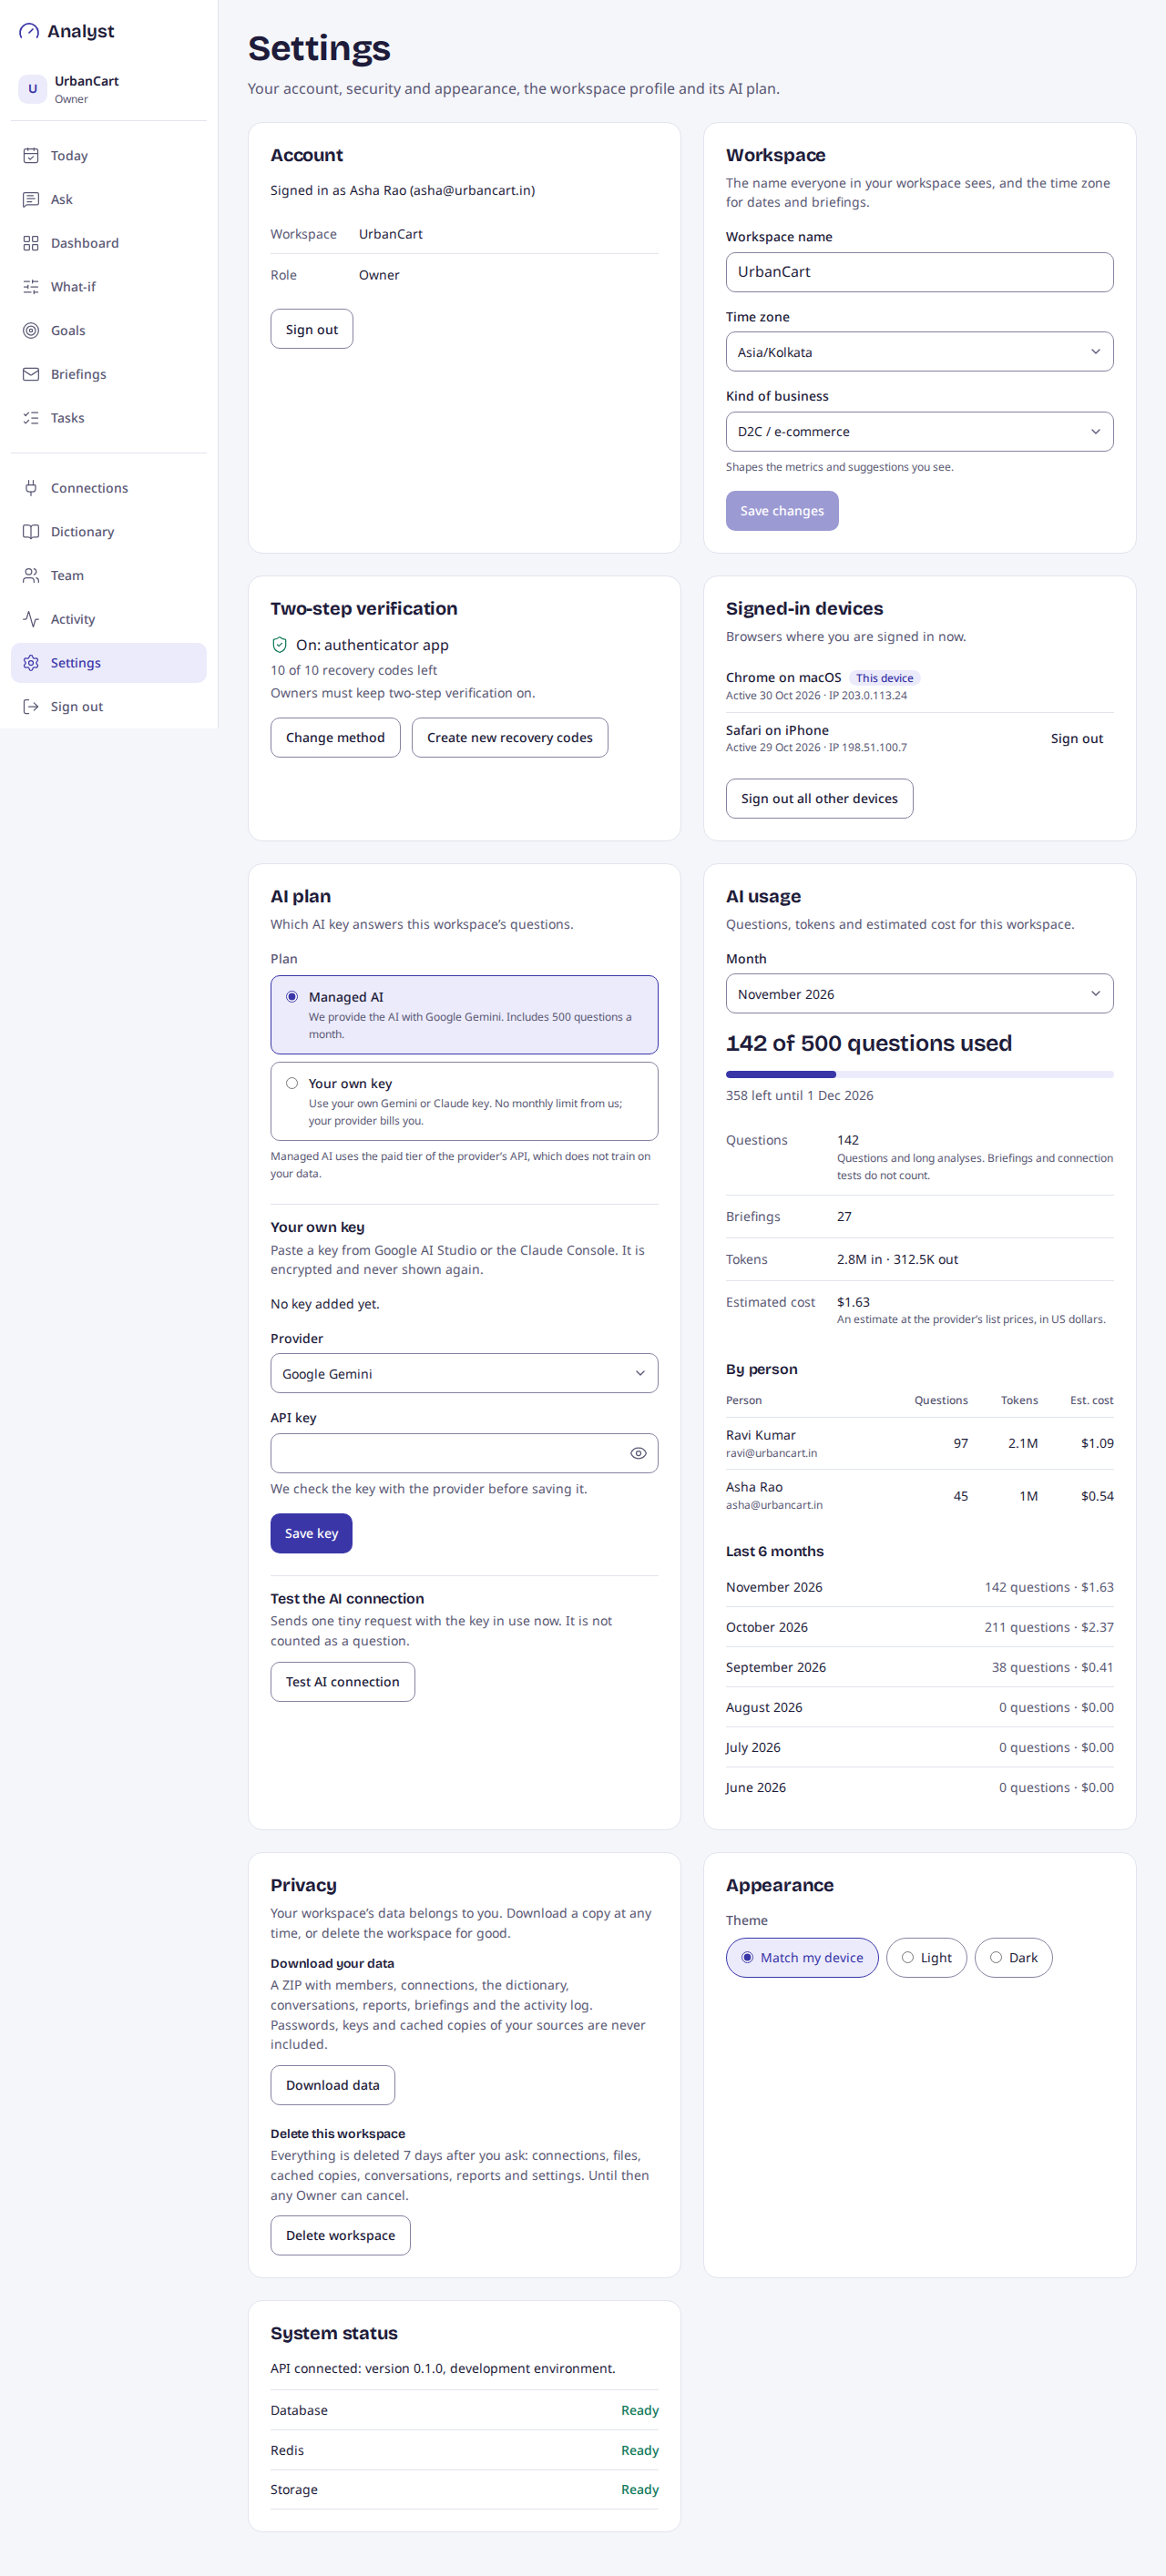 Analyst
U
UrbanCart
Owner
Today
Ask
Dashboard
What-if
Goals
Briefings
Tasks
Connections
Dictionary
Team
Activity
Settings
Sign out
Settings
Your account, security and appearance, the workspace profile and its AI plan.
Account
Signed in as Asha Rao (asha@urbancart.in)
Workspace UrbanCart
Role Owner
Sign out
Workspace
The name everyone in your workspace sees, and the time zone
for dates and briefings.
Workspace name
UrbanCart
Time zone
Asia/Kolkata
Kind of business
D2C / e-commerce
Shapes the metrics and suggestions you see.
Save changes
Two-step verification
On: authenticator app
10 of 10 recovery codes left
Owners must keep two-step verification on.
Change method
Create new recovery codes
Signed-in devices
Browsers where you are signed in now.
Chrome on macOS This device
Active 30 Oct 2026 · IP 203.0.113.24
Safari on iPhone
Active 29 Oct 2026 · IP 198.51.100.7
Sign out
Sign out all other devices
AI plan
Which AI key answers this workspace’s questions.
Plan
Managed AI
We provide the AI with Google Gemini. Includes 500 questions a
month.
Your own key
Use your own Gemini or Claude key. No monthly limit from us;
your provider bills you.
Managed AI uses the paid tier of the provider’s API, which does not train on
your data.
Your own key
Paste a key from Google AI Studio or the Claude Console. It is
encrypted and never shown again.
No key added yet.
Provider
Google Gemini
API key
We check the key with the provider before saving it.
Save key
Test the AI connection
Sends one tiny request with the key in use now. It is not
counted as a question.
Test AI connection
AI usage
Questions, tokens and estimated cost for this workspace.
Month
November 2026
142 of 500 questions used
358 left until 1 Dec 2026
Questions 142
Questions and long analyses. Briefings and connection
tests do not count.
Briefings 27
Tokens 2.8M in · 312.5K out
Estimated cost $1.63
An estimate at the provider’s list prices, in US dollars.
By person
Person Questions Tokens Est. cost
Ravi Kumar
ravi@urbancart.in
97 2.1M $1.09
Asha Rao
asha@urbancart.in
45 1M $0.54
Last 6 months
November 2026 142 questions · $1.63
October 2026 211 questions · $2.37
September 2026 38 questions · $0.41
August 2026 0 questions · $0.00
July 2026 0 questions · $0.00
June 2026 0 questions · $0.00
Privacy
Your workspace’s data belongs to you. Download a copy at any
time, or delete the workspace for good.
Download your data
A ZIP with members, connections, the dictionary,
conversations, reports, briefings and the activity log.
Passwords, keys and cached copies of your sources are never
included.
Download data
Delete this workspace
Everything is deleted 7 days after you ask: connections, files,
cached copies, conversations, reports and settings. Until then
any Owner can cancel.
Delete workspace
Appearance
Theme
Match my device
Light
Dark
System status
API connected: version 0.1.0, development environment.
Database Ready
Redis Ready
Storage Ready